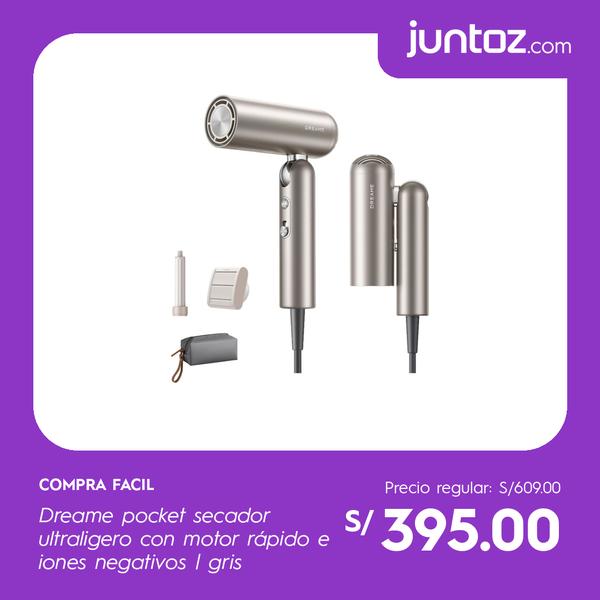 juntoz.com
DREAME
DREAME
COMPRA FACIL
Dreame pocket secador
ultraligero con motor rápido e
iones negativos | gris
Precio regular: S/609.00
S/ 395.00